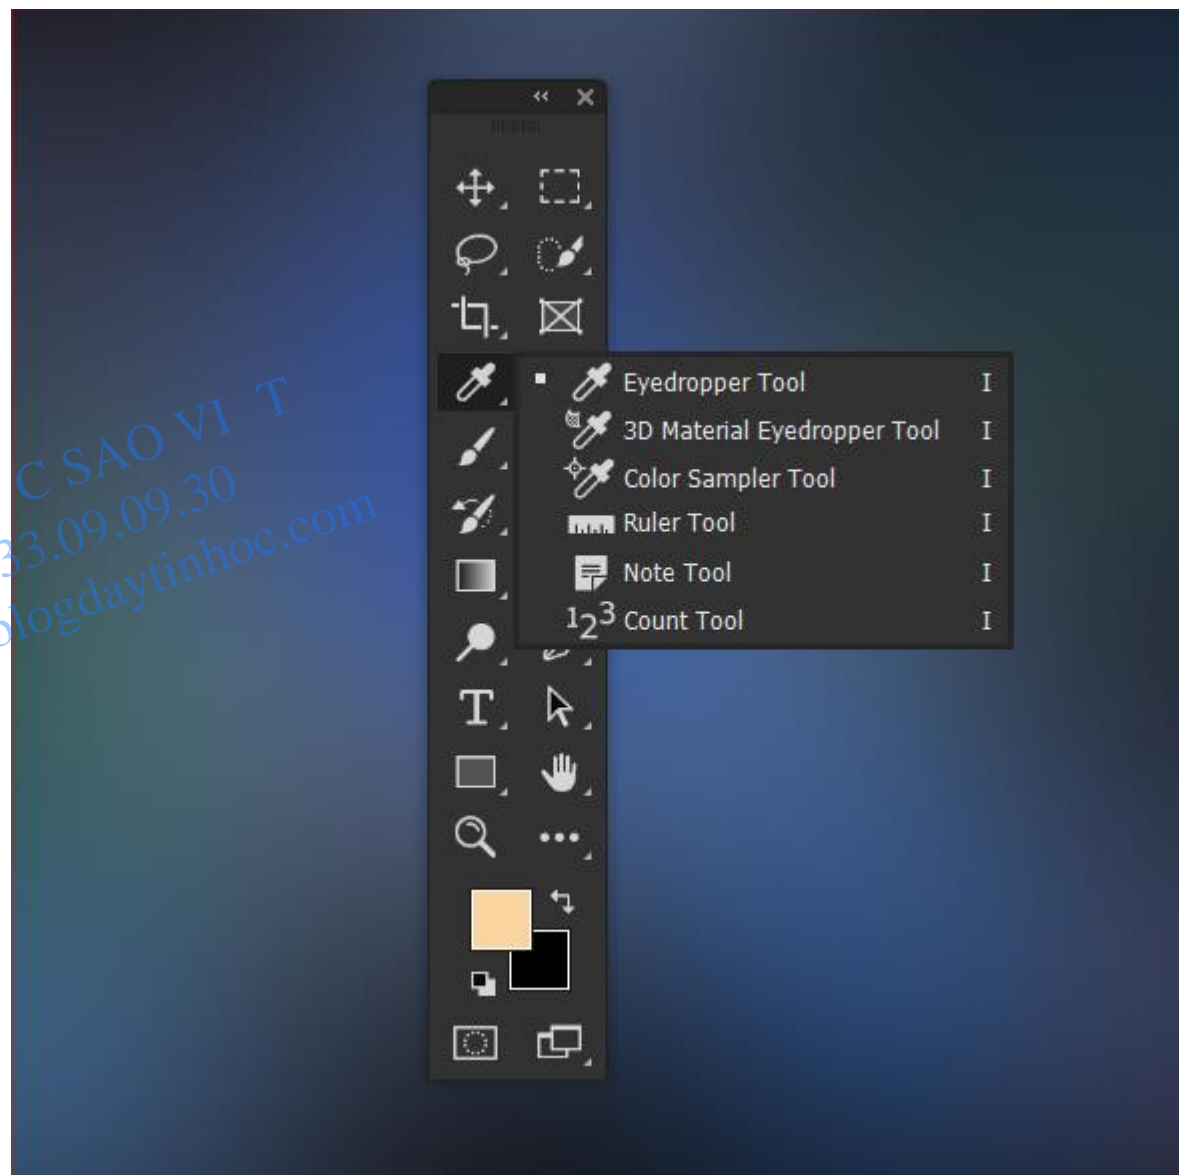 Eyedropper Tool I
3D Material Eyedropper Tool I
Color Sampler Tool I
Ruler Tool I
Note Tool I
123 Count Tool I
T
C SAO VI T
33.09.09.30
blogdaytinhoc.com